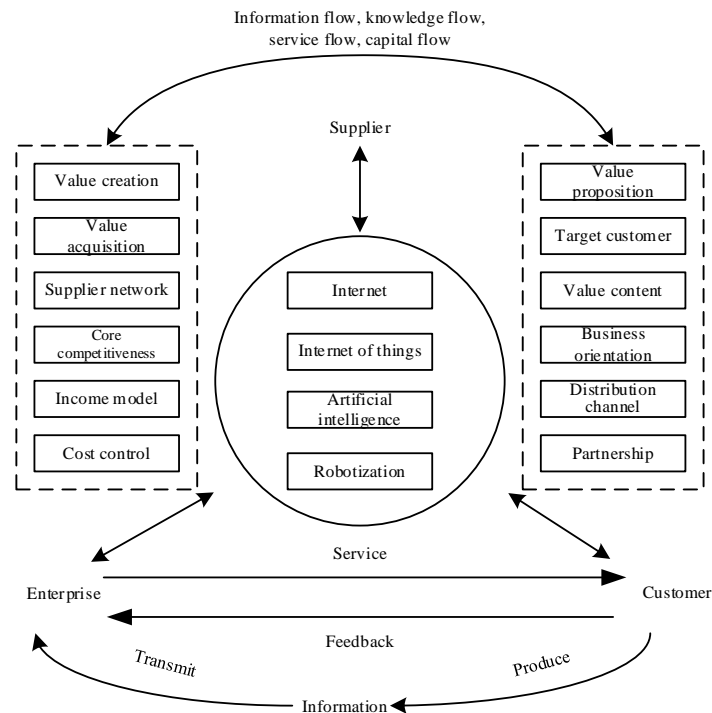 Information flow, knowledge flow,
service flow, capital flow
Supplier
Value creation
Value
acquisition
Supplier network
Core
competitiveness
Income model
Cost control
Internet
Internet of things
Artificial
intelligence
Robotization
Value
proposition
Target customer
Value content
Business
orientation
Distribution
channel
Partnership
Service
Enterprise
Customer
Feedback
Transmit
Produce
Information